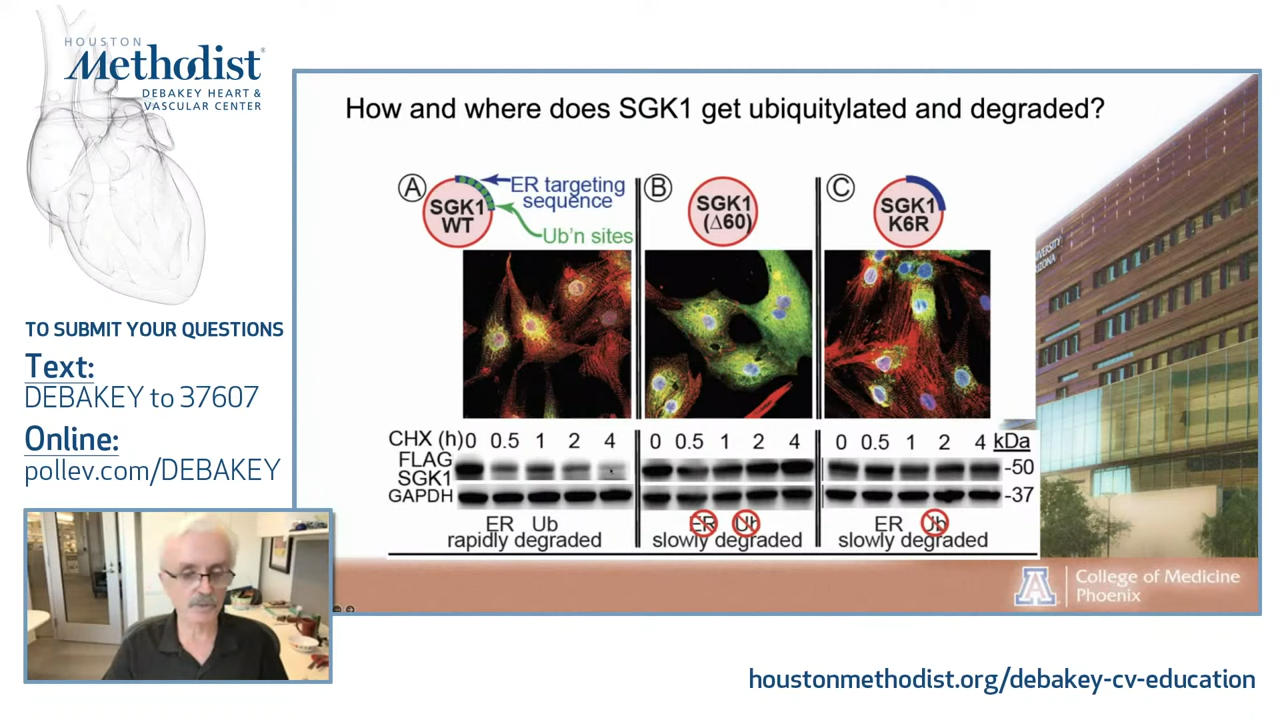 HOUSTON
Methodist
DEBAKEY HEART &
VASCULAR CENTER
TO SUBMIT YOUR QUESTIONS
Text:
DEBAKEY to 37607
Online:
pollev.com/DEBAKEY
How and where does SGK1 get ubiquitylated and degraded?
A
SGK1
WT
ER targeting
sequence
Ub'n sites
B
SGK1
(Δ60)
C
SGK1
K6R
CHX (h) 0 0.5 1 2 4
0 0.5 1 2 4
0 0.5 1 2 4 kDa
FLAG
SGK1
-50
GAPDH
-37
ER Ub
rapidly degraded
ER Ub
slowly degraded
ER Ub
slowly degraded
A
College of Medicine
Phoenix
houstonmethodist.org/debakey-cv-education